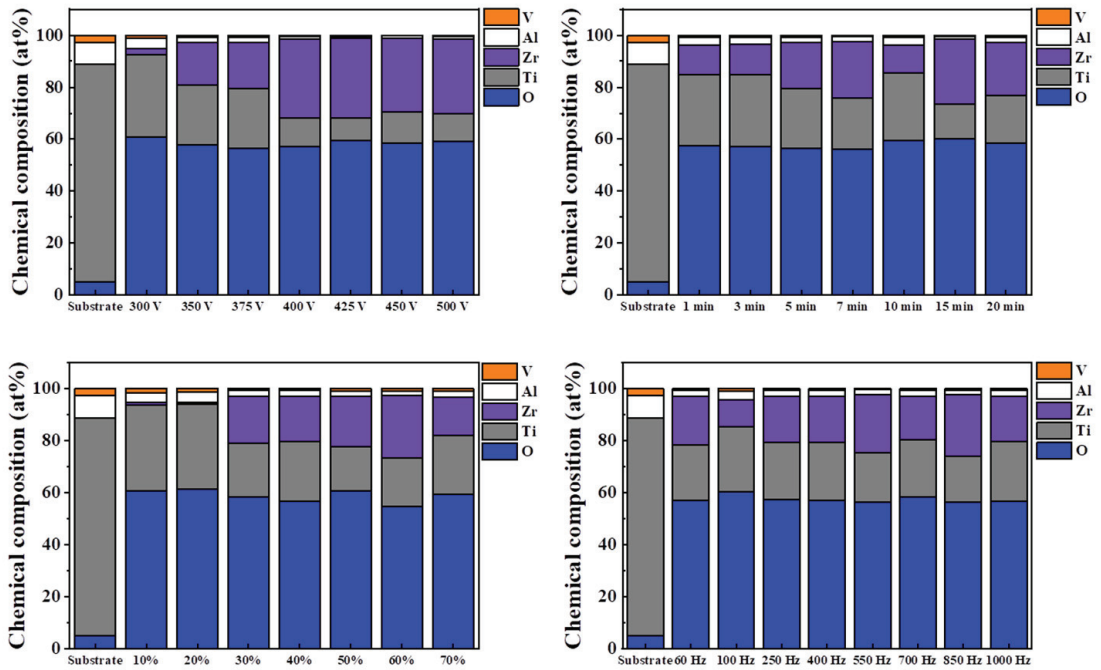 Chemical composition (at%)
100
80
60
40
20
0
Substrate 300 V 350 V 375 V 400 V 425 V 450 V 500 V
V
Al
Zr
Ti
O
Chemical composition (at%)
100
80
60
40
20
0
Substrate 1 min 3 min 5 min 7 min 10 min 15 min 20 min
V
Al
Zr
Ti
O
Chemical composition (at%)
100
80
60
40
20
0
Substrate 10% 20% 30% 40% 50% 60% 70%
V
Al
Zr
Ti
O
Chemical composition (at%)
100
80
60
40
20
0
Substrate 60 Hz 100 Hz 250 Hz 400 Hz 550 Hz 700 Hz 850 Hz 1000 Hz
V
Al
Zr
Ti
O